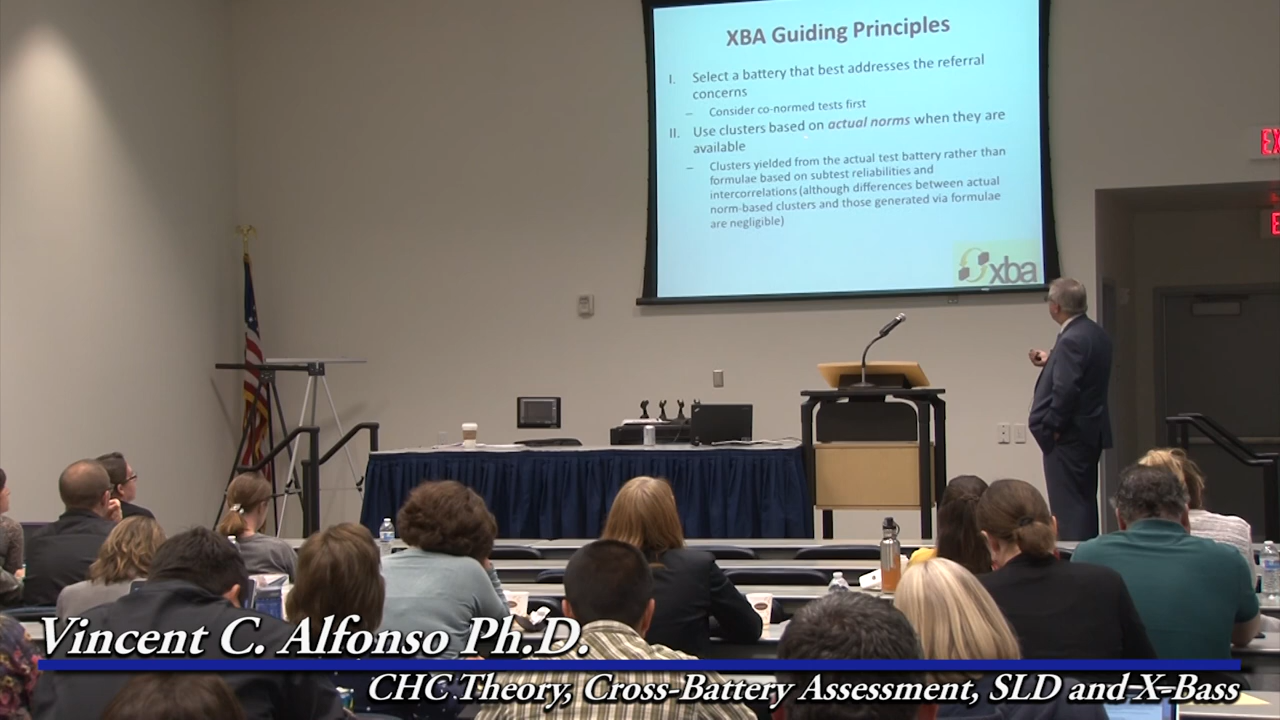 XBA Guiding Principles
I. Select a battery that best addresses the referral
concerns
– Consider co-normed tests first
II. Use clusters based on actual norms when they are
available
– Clusters yielded from the actual test battery rather than
formulae based on subtest reliabilities and
intercorrelations (although differences between actual
norm-based clusters and those generated via formulae
are negligible)
xba
EX
E
Vincent C. Alfonso Ph.D.
CHC Theory, Cross-Battery Assessment, SLD and X-Bass